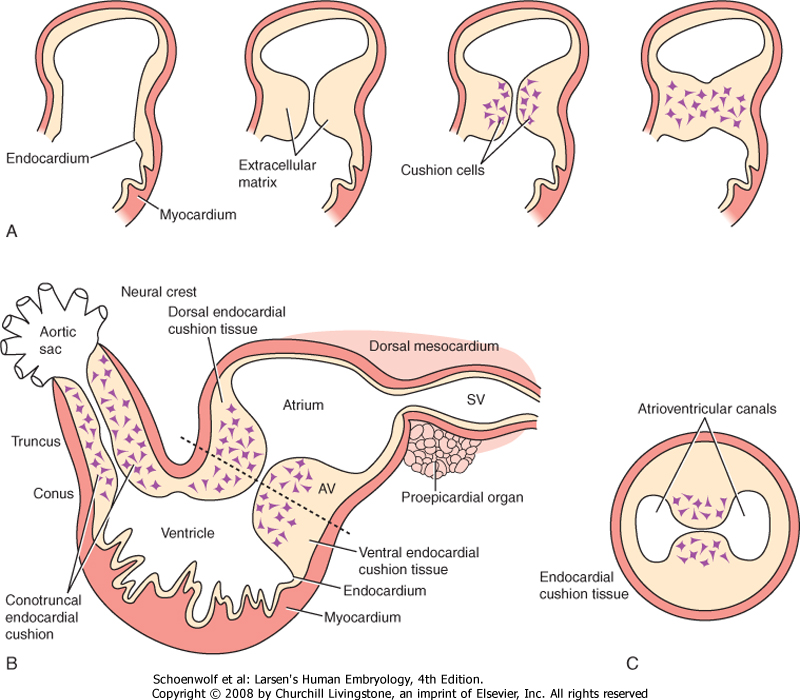 Endocardium
Extracellular
matrix
Cushion cells
Myocardium
A
Neural crest
Dorsal endocardial
cushion tissue
Aortic
sac
Dorsal mesocardium
Atrium
SV
Atrioventricular canals
Truncus
Conus
AV
Proepicardial organ
Ventricle
Ventral endocardial
cushion tissue
Endocardium
Myocardium
Conotruncal
endocardial
cushion
Endocardial
cushion tissue
B
C
Schoenwolf et al: Larsen's Human Embryology, 4th Edition.
Copyright © 2008 by Churchill Livingstone, an imprint of Elsevier, Inc. All rights reserved